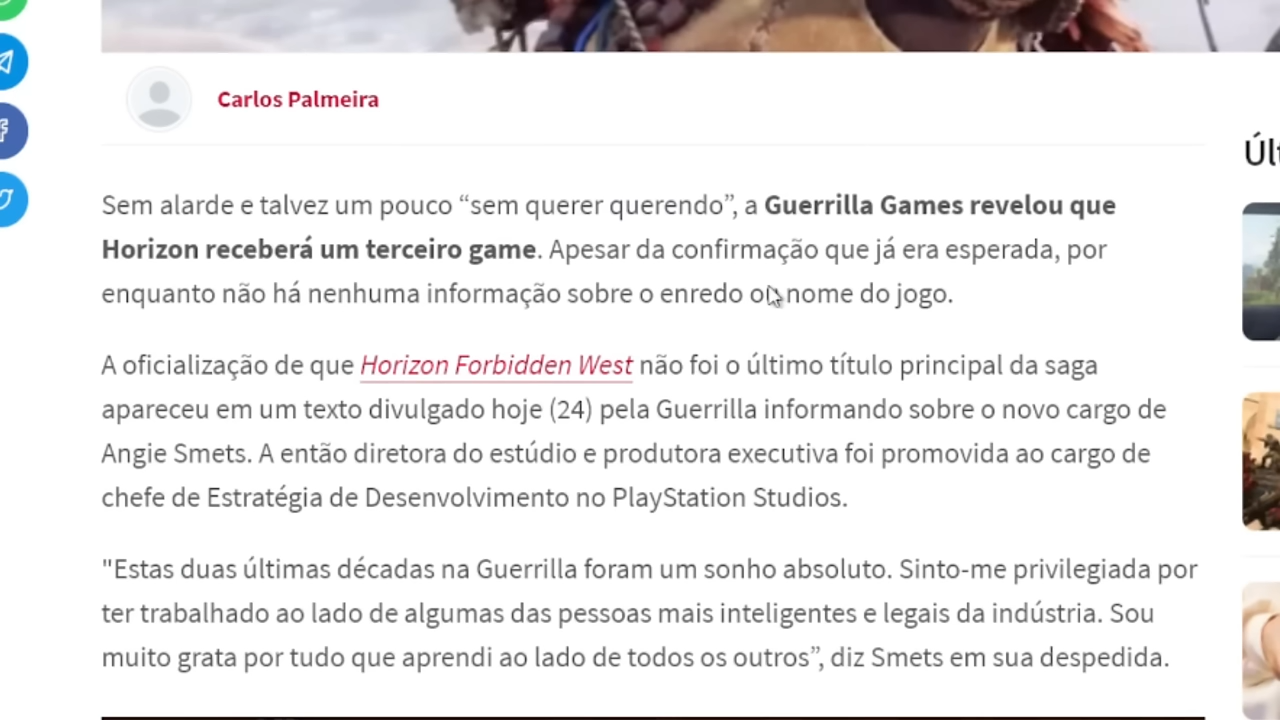 Carlos Palmeira
Sem alarde e talvez um pouco “sem querer querendo”, a Guerrilla Games revelou que
Horizon receberá um terceiro game. Apesar da confirmação que já era esperada, por
enquanto não há nenhuma informação sobre o enredo ou nome do jogo.
A oficialização de que Horizon Forbidden West não foi o último título principal da saga
apareceu em um texto divulgado hoje (24) pela Guerrilla informando sobre o novo cargo de
Angie Smets. A então diretora do estúdio e produtora executiva foi promovida ao cargo de
chefe de Estratégia de Desenvolvimento no PlayStation Studios.
"Estas duas últimas décadas na Guerrilla foram um sonho absoluto. Sinto-me privilegiada por
ter trabalhado ao lado de algumas das pessoas mais inteligentes e legais da indústria. Sou
muito grata por tudo que aprendi ao lado de todos os outros”, diz Smets em sua despedida.